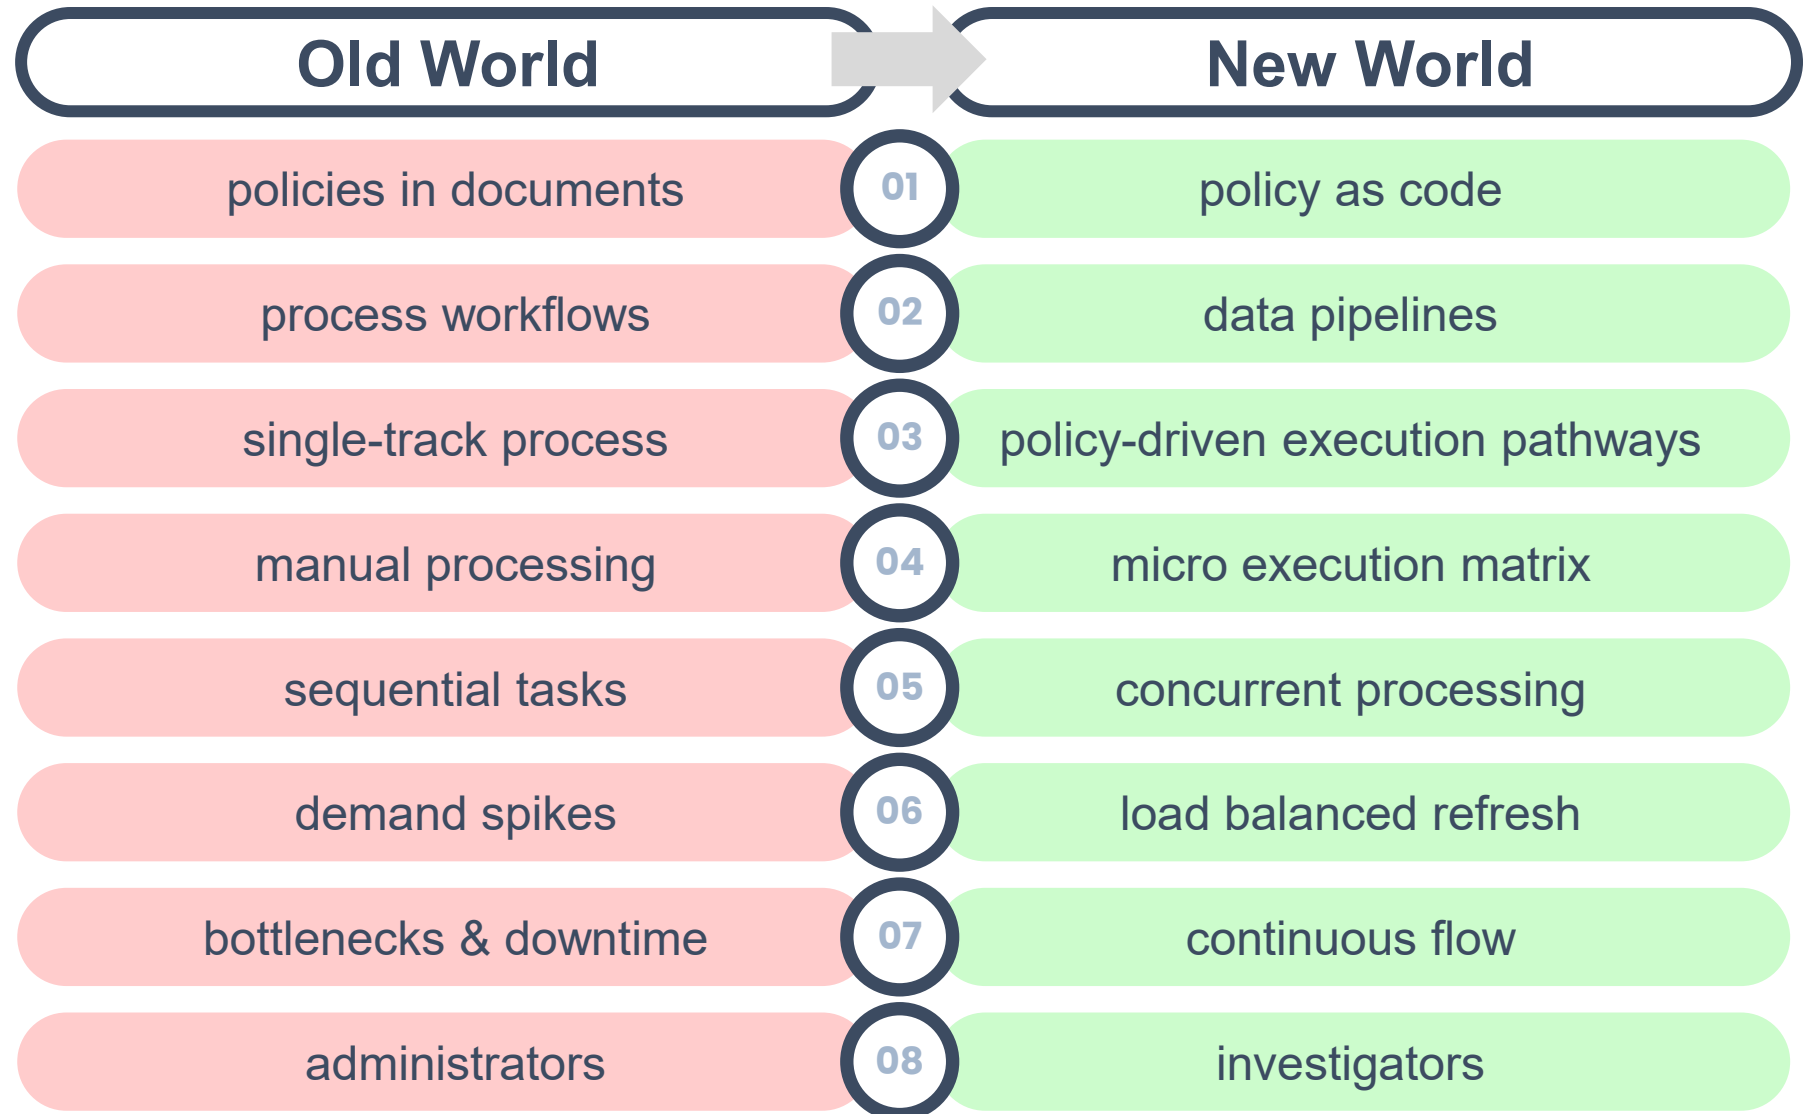 Old World
New World
policies in documents
01
policy as code
process workflows
02
data pipelines
single-track process
03
policy-driven execution pathways
manual processing
04
micro execution matrix
sequential tasks
05
concurrent processing
demand spikes
06
load balanced refresh
bottlenecks & downtime
07
continuous flow
administrators
08
investigators